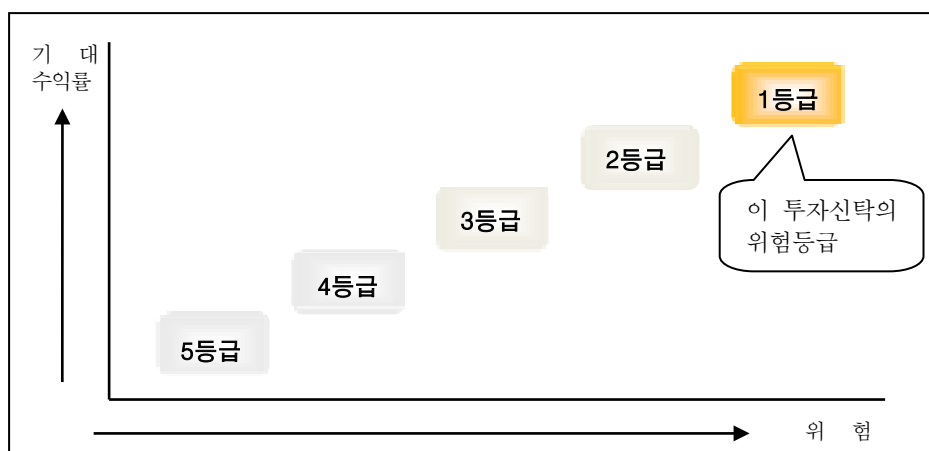 기 대
수익률
1등급
2등급
이 투자신탁의
위험등급
3등급
4등급
5등급
위 험